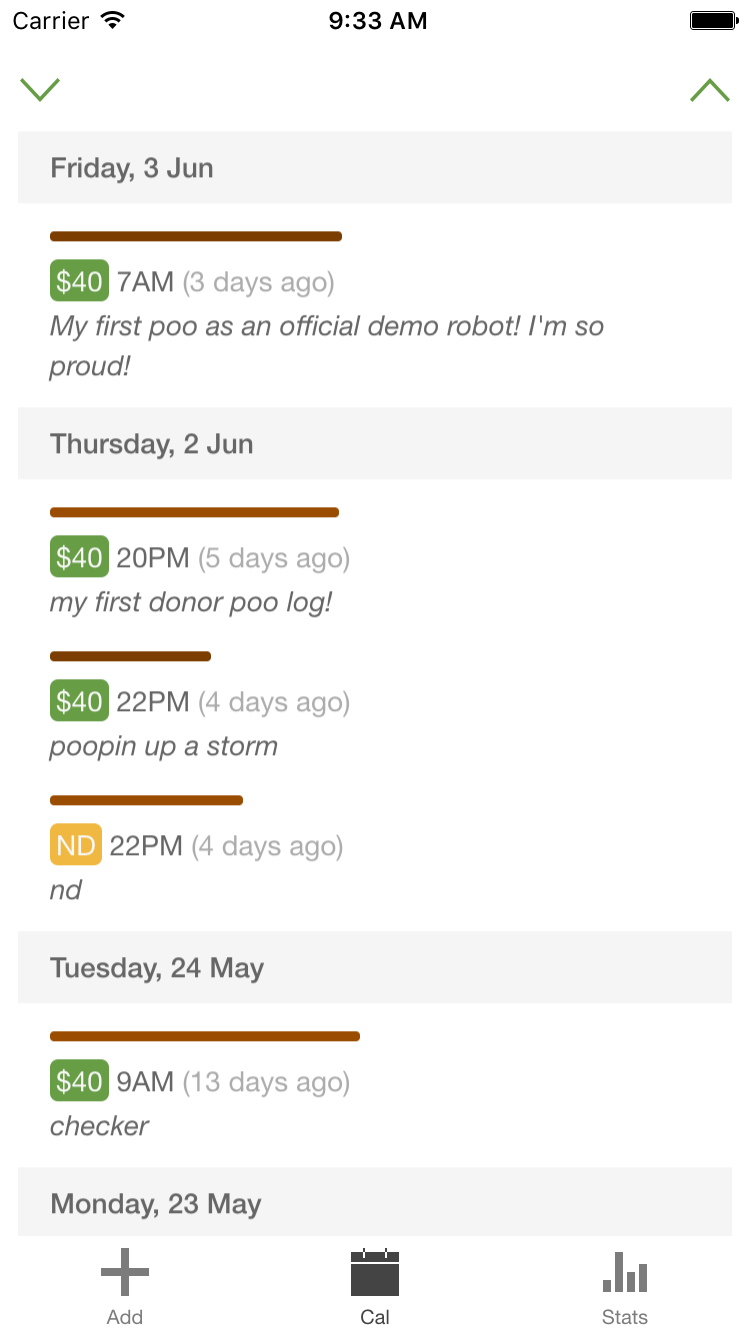 Carrier 9:33 AM
Friday, 3 Jun
$40 7AM (3 days ago)
My first poo as an official demo robot! I'm so
proud!
Thursday, 2 Jun
$40 20PM (5 days ago)
my first donor poo log!
$40 22PM (4 days ago)
poopin up a storm
ND 22PM (4 days ago)
nd
Tuesday, 24 May
$40 9AM (13 days ago)
checker
Monday, 23 May
Add Cal Stats